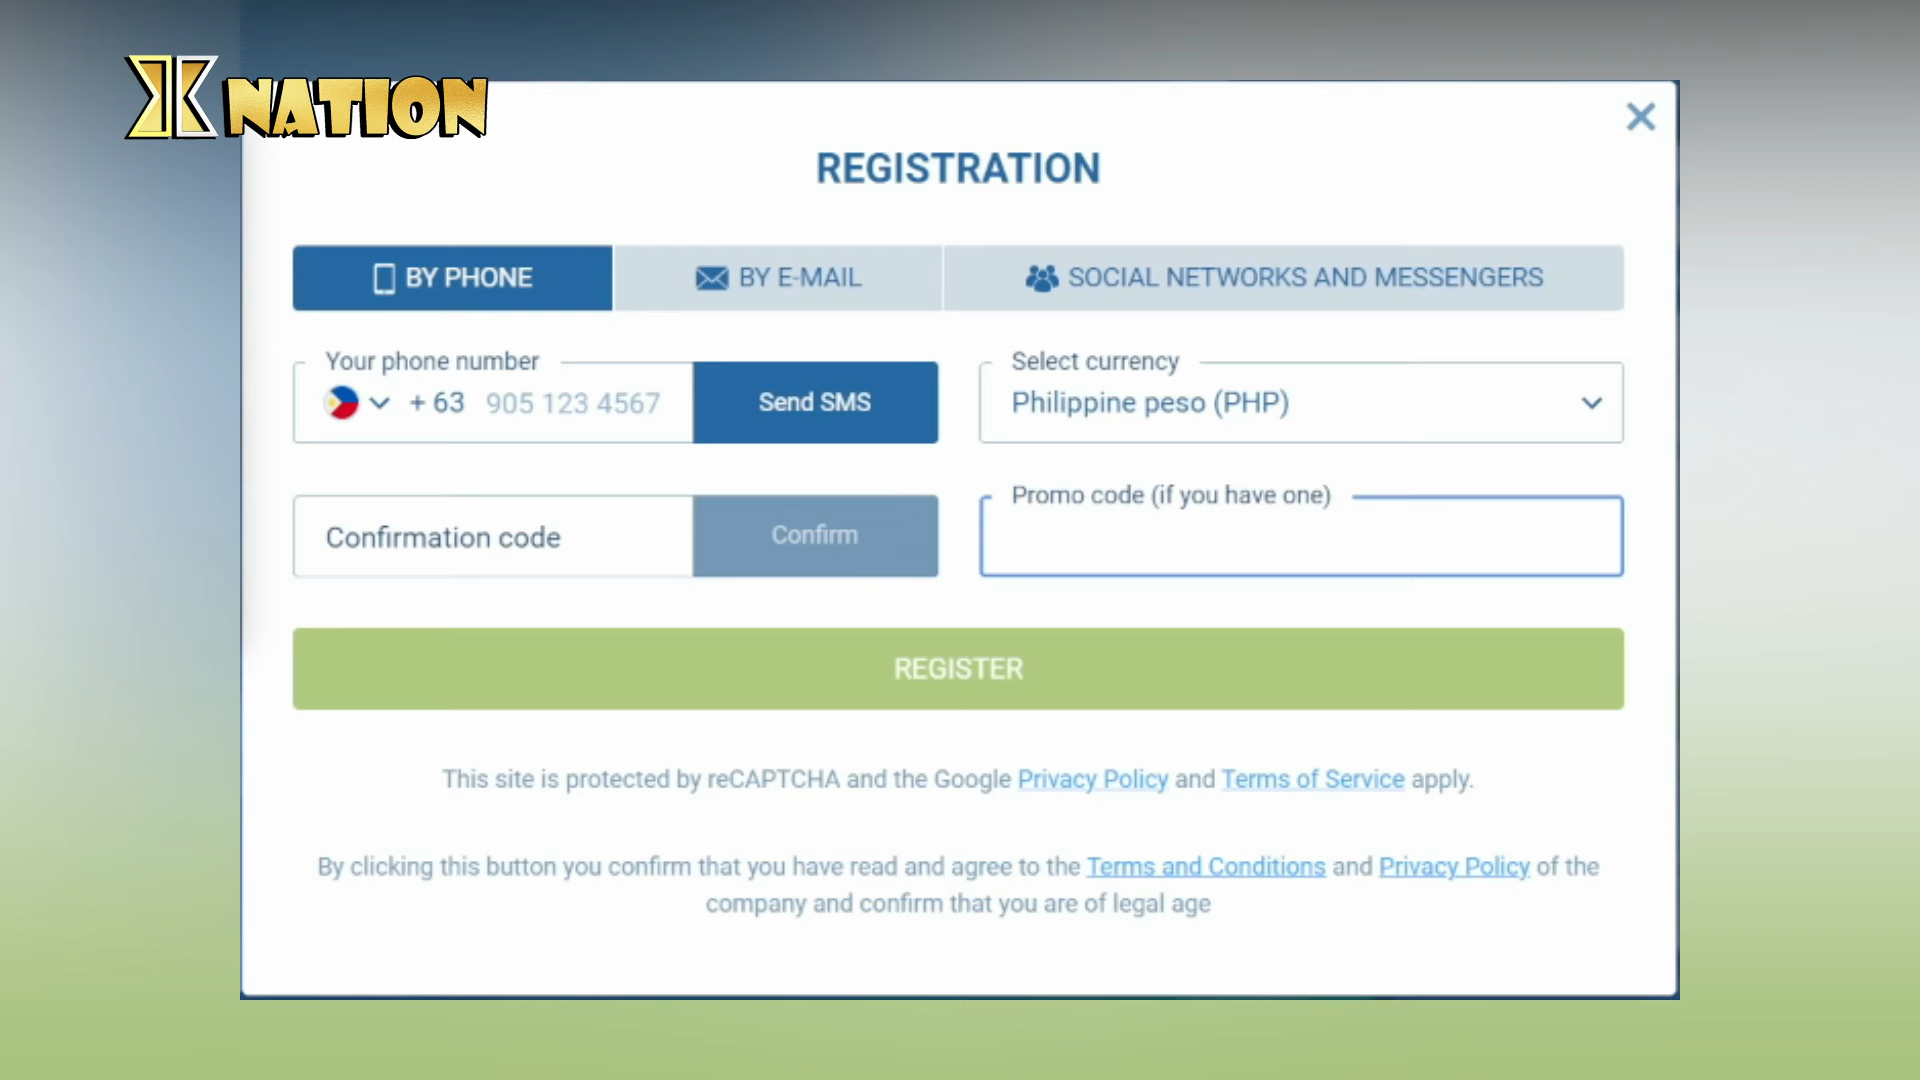 NATION
REGISTRATION
BY PHONE
BY E-MAIL
SOCIAL NETWORKS AND MESSENGERS
Your phone number
+ 63 905 123 4567
Send SMS
Select currency
Philippine peso (PHP)
Confirmation code
Confirm
Promo code (if you have one)
REGISTER
This site is protected by reCAPTCHA and the Google Privacy Policy and Terms of Service apply.
By clicking this button you confirm that you have read and agree to the Terms and Conditions and Privacy Policy of the
company and confirm that you are of legal age